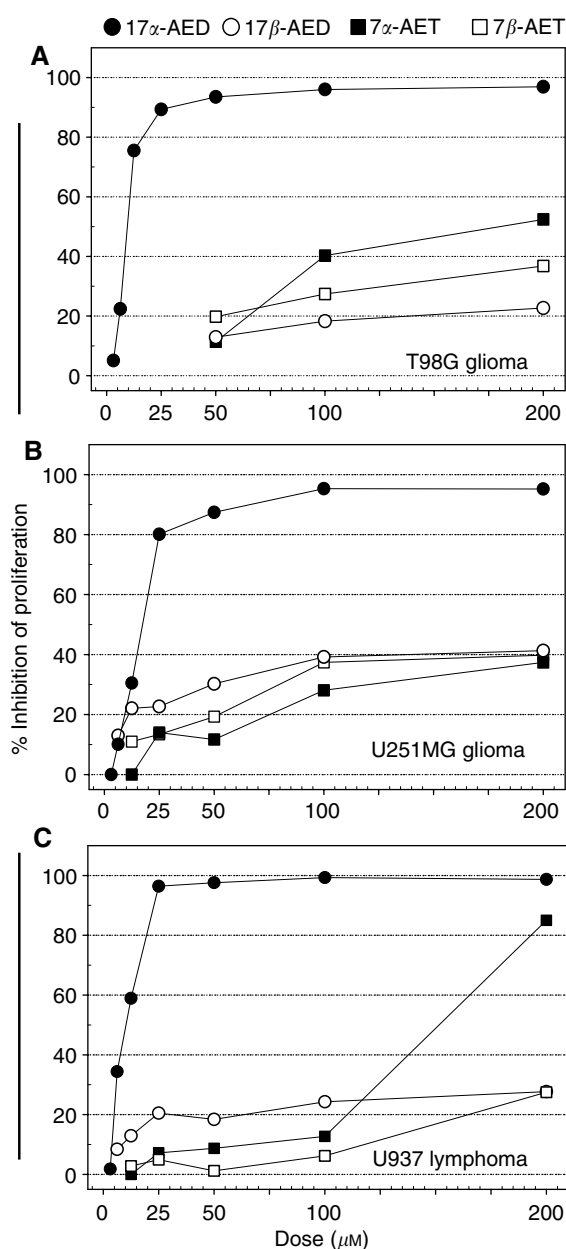 17α-AED 17β-AED 7α-AET 7β-AET
A
100
80
60
40
20
0
T98G glioma
0 25 50 100 200
B
100
80
60
40
20
0
U251MG glioma
0 25 50 100 200
% Inhibition of proliferation
C
100
80
60
40
20
0
U937 lymphoma
0 25 50 100 200
Dose (μM)